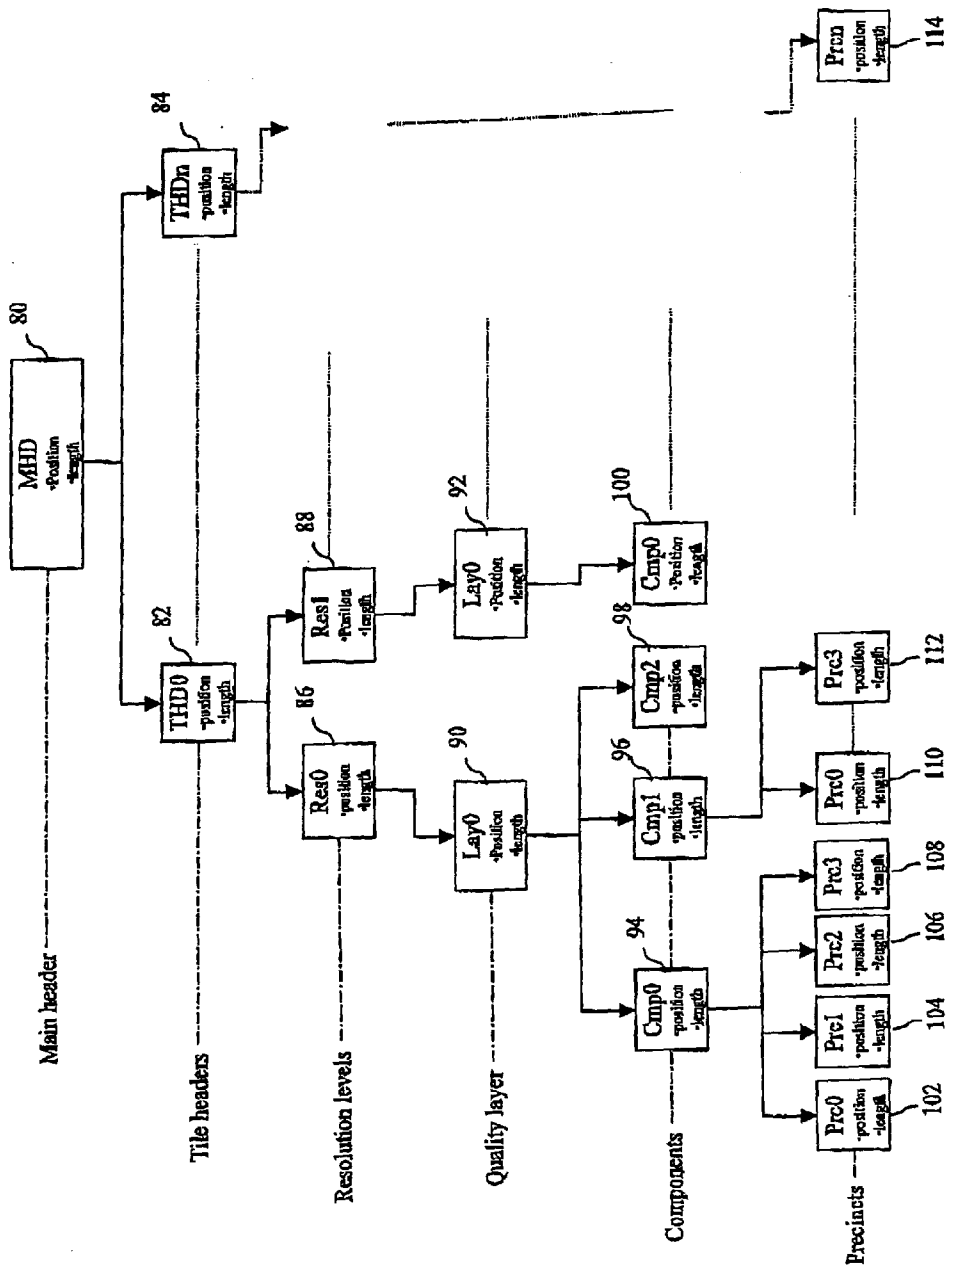 Main header
MHD
•Position
•length
80
Tile headers
THD0
•position
•length
82
THDn
•position
•length
84
Resolution levels
Res0
•position
•length
86
Res1
•Position
•length
88
Quality layer
Lay0
•Position
•length
90
Lay0
•Position
•length
92
Components
Cmp0
•position
•length
94
Cmp1
•position
•length
96
Cmp2
•position
•length
98
Cmp0
•Position
•length
100
Precincts
Prc0
•position
•length
102
Prc1
•position
•length
104
Prc2
•position
•length
106
Prc3
•position
•length
108
Prc0
•position
•length
110
Prc3
•position
•length
112
Prcn
•position
•length
114